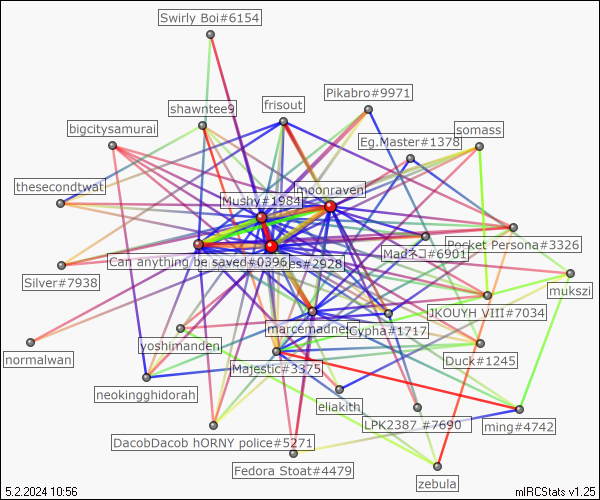 Swirly Boi#6154
Pikabro#9971
shawntee9
frisout
bigcitysamurai
somass
Eg.Master#1378
thesecondtwat
moonraven
Mushy#1984
Pocket Persona#3326
Madネコ#6901
Can anything be saved#0396
es#2928
Silver#7938
mukszi
JKOUYH VIII#7034
marcemadnes
Cypha#1717
yoshimanden
normalwan
Duck#1245
Majestic#3375
neokingghidorah
eliakith
LPK2387 #7690
ming#4742
DacobDacob hORNY police#5271
Fedora Stoat#4479
zebula
5.2.2024 10:56
mIRCStats v1.25